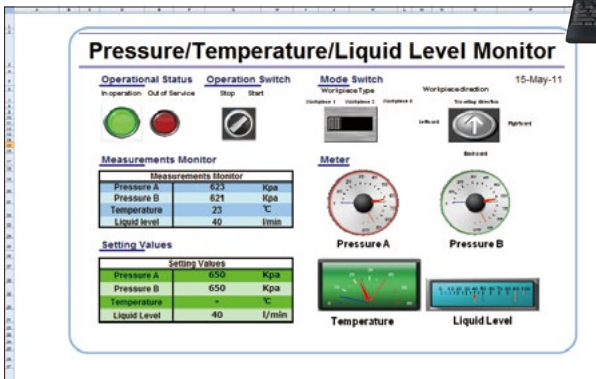 Pressure/Temperature/Liquid Level Monitor
15-May-11
Operational Status
In operation Out of Service
Operation Switch
Stop Start
Mode Switch
Workpiece Type
Workpiece 1 Workpiece 2 Workpiece 3
Workpiece direction
Traveling direction
Leftward
Rightward
Backward
Measurements Monitor
Measurements Monitor
Pressure A 623 Kpa
Pressure B 621 Kpa
Temperature 23 ℃
Liquid level 40 l/min
Meter
Pressure A
Pressure B
Setting Values
Setting Values
Pressure A 650 Kpa
Pressure B 650 Kpa
Temperature - ℃
Liquid Level 40 l/min
Temperature
Liquid Level